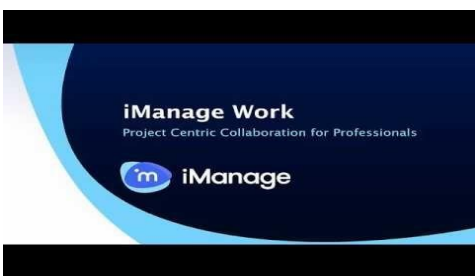 iManage Work
Project Centric Collaboration for Professionals
m iManage